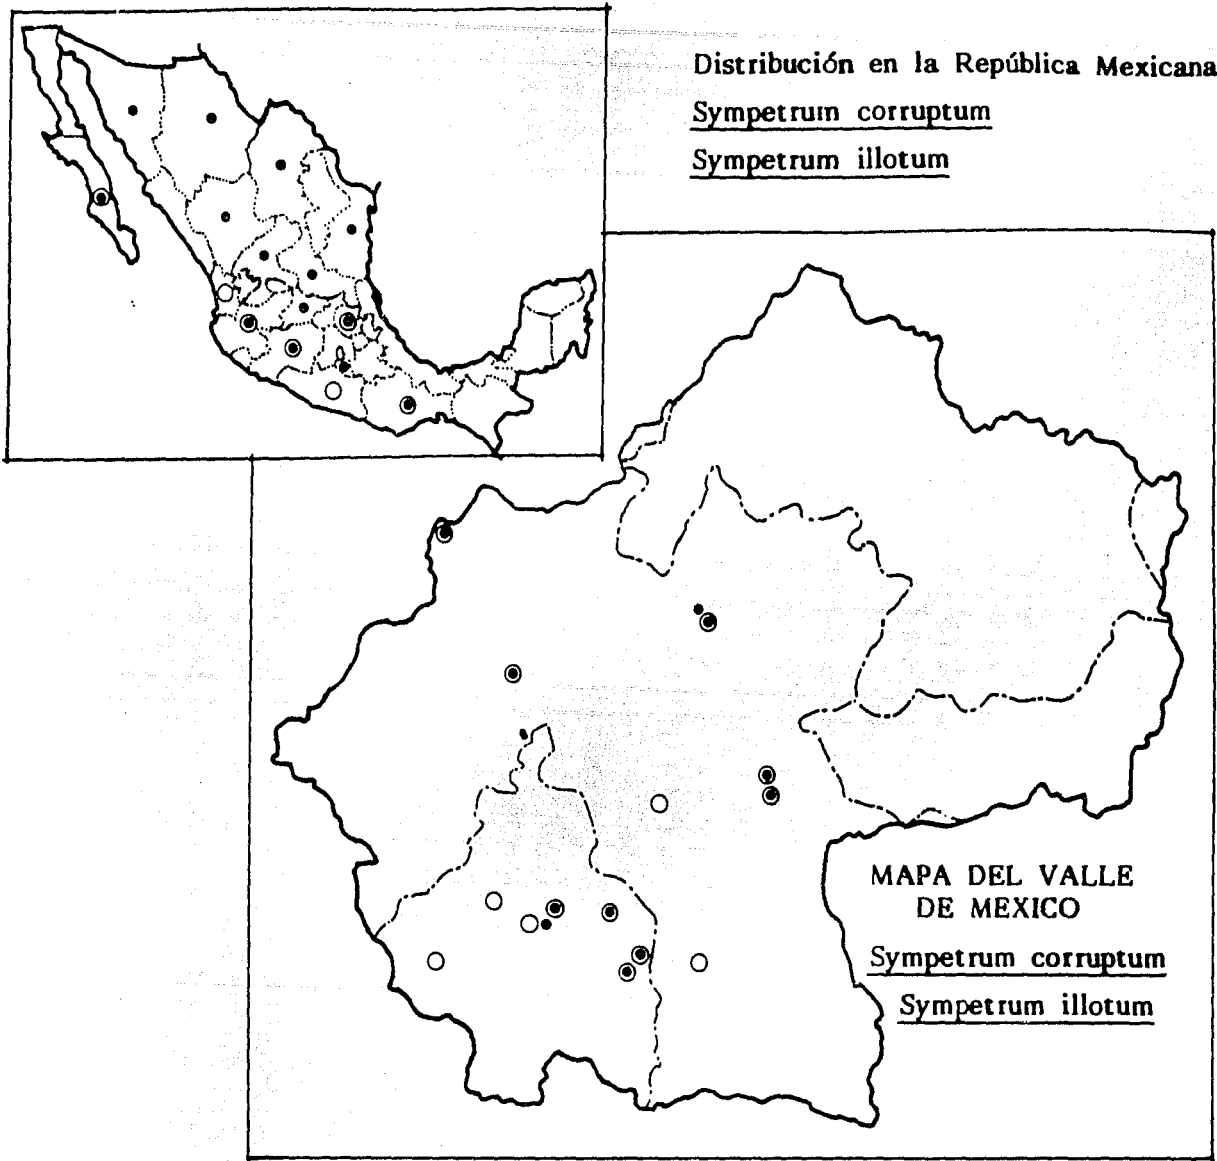 Distribución en la República Mexicana
Sympetrum corruptum
Sympetrum illotum
MAPA DEL VALLE
DE MEXICO
Sympetrum corruptum
Sympetrum illotum